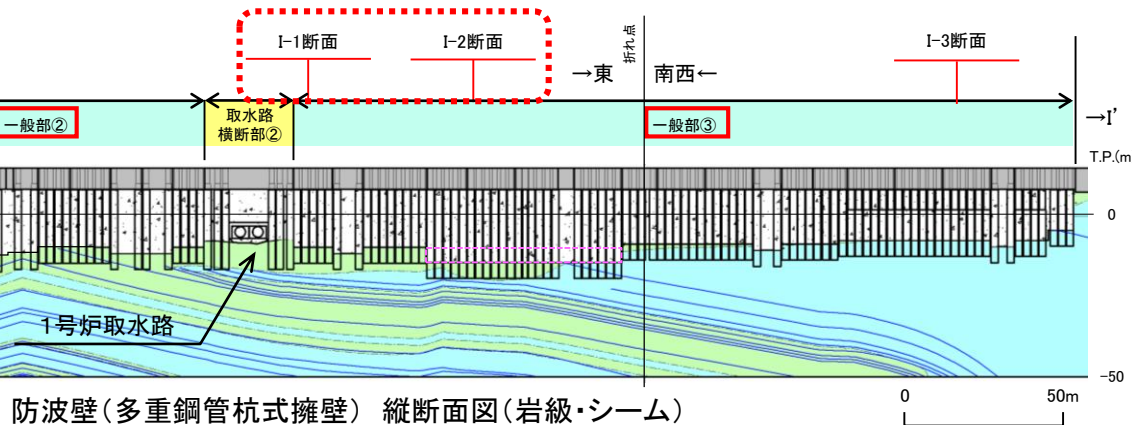 I-1断面 I-2断面 I-3断面
折れ点
→東 南西←
一般部② 取水路
横断部② 一般部③ →I'
T.P.(m
0
1号炉取水路
-50
防波壁(多重鋼管杭式擁壁) 縦断面図(岩級・シーム)
0 50m